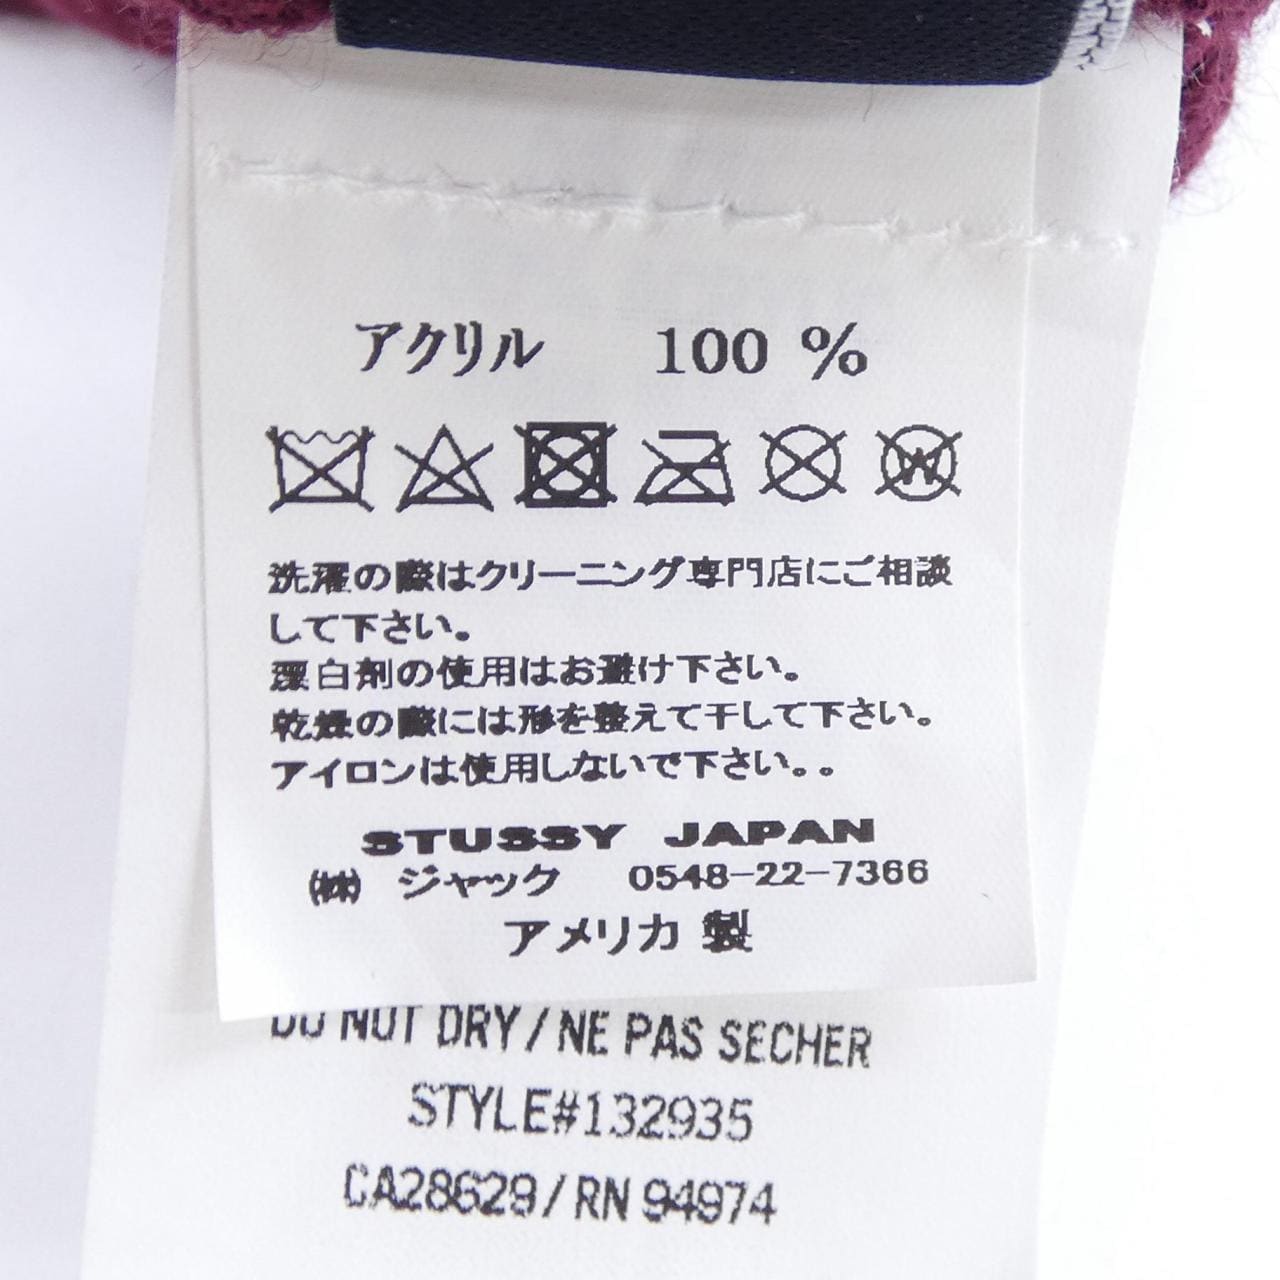 アクリル 100 %
洗濯の際はクリーニング専門店にご相談
して下さい。
漂白剤の使用はお避け下さい。
乾燥の際には形を整えて干して下さい。
アイロンは使用しないで下さい。。
STUSSY JAPAN
㈱ ジャック 0548-22-7366
アメリカ 製
DO NOT DRY / NE PAS SECHER
STYLE#132935
CA28629 / RN 94974